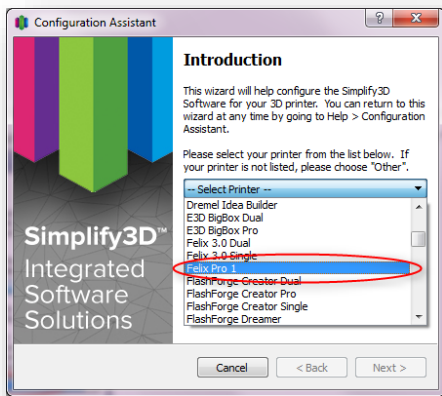 Configuration Assistant
Introduction
This wizard will help configure the Simplify3D
Software for your 3D printer. You can return to this
wizard at any time by going to Help > Configuration
Assistant.
Please select your printer from the list below. If
your printer is not listed, please choose "Other".
-- Select Printer --
Dremel Idea Builder
E3D BigBox Dual
E3D BigBox Pro
Felix 3.0 Dual
Felix 3.0 Single
Felix Pro 1
FlashForge Creator Dual
FlashForge Creator Pro
FlashForge Creator Single
FlashForge Dreamer
Simplify3D™
Integrated
Software
Solutions
Cancel
< Back
Next >